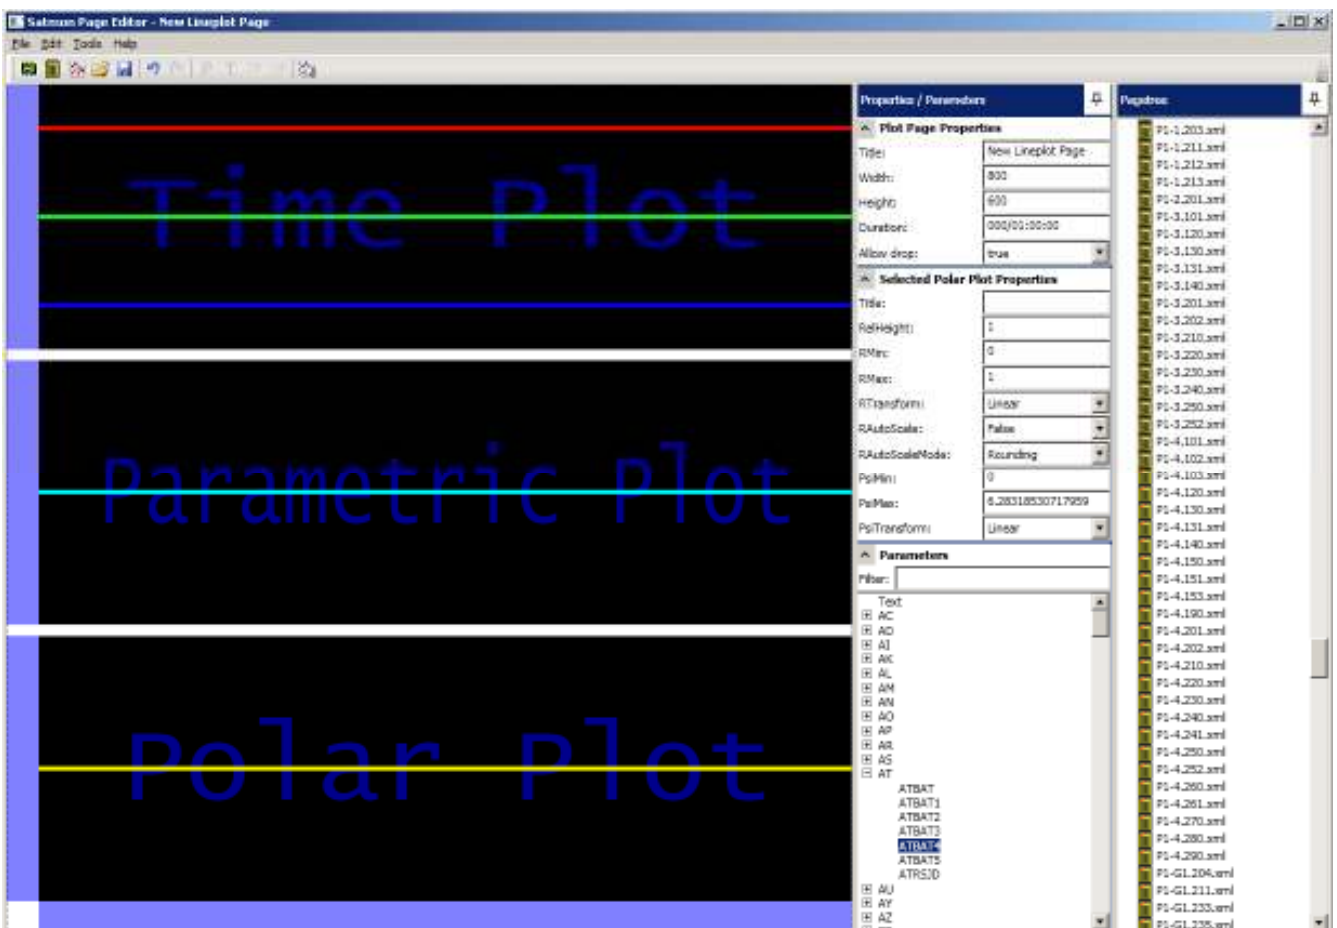 Satmon Page Editor - New Lineplot Page
File Edit Tools Help
Time Plot
Parametric Plot
Polar Plot
Properties / Parameters
Plot Page Properties
Title: New Lineplot Page
Width: 800
Height: 600
Duration: 000/01:00:00
Allow drop: true
Selected Polar Plot Properties
Title:
RelHeight: 1
RMin: 0
RMax: 1
RTransform: Linear
RAutoScale: False
RAutoScaleMode: Rounding
PsiMin: 0
PsiMax: 6.28318530717959
PsiTransform: Linear
Parameters
Filter:
Text
AC
AD
AI
AK
AL
AM
AN
AO
AP
AR
AS
AT
ATBAT
ATBAT1
ATBAT2
ATBAT3
ATBAT4
ATBAT5
ATRSJD
AU
AY
AZ
Pagetree
P1-1.203.xml
P1-1.211.xml
P1-1.212.xml
P1-1.213.xml
P1-2.201.xml
P1-3.101.xml
P1-3.120.xml
P1-3.130.xml
P1-3.131.xml
P1-3.140.xml
P1-3.201.xml
P1-3.202.xml
P1-3.210.xml
P1-3.220.xml
P1-3.230.xml
P1-3.240.xml
P1-3.250.xml
P1-3.252.xml
P1-4.101.xml
P1-4.102.xml
P1-4.103.xml
P1-4.120.xml
P1-4.130.xml
P1-4.131.xml
P1-4.140.xml
P1-4.150.xml
P1-4.151.xml
P1-4.153.xml
P1-4.190.xml
P1-4.201.xml
P1-4.202.xml
P1-4.210.xml
P1-4.220.xml
P1-4.230.xml
P1-4.240.xml
P1-4.241.xml
P1-4.250.xml
P1-4.252.xml
P1-4.260.xml
P1-4.261.xml
P1-4.270.xml
P1-4.280.xml
P1-4.290.xml
P1-G1.204.xml
P1-G1.211.xml
P1-G1.233.xml
P1-G1.235.xml